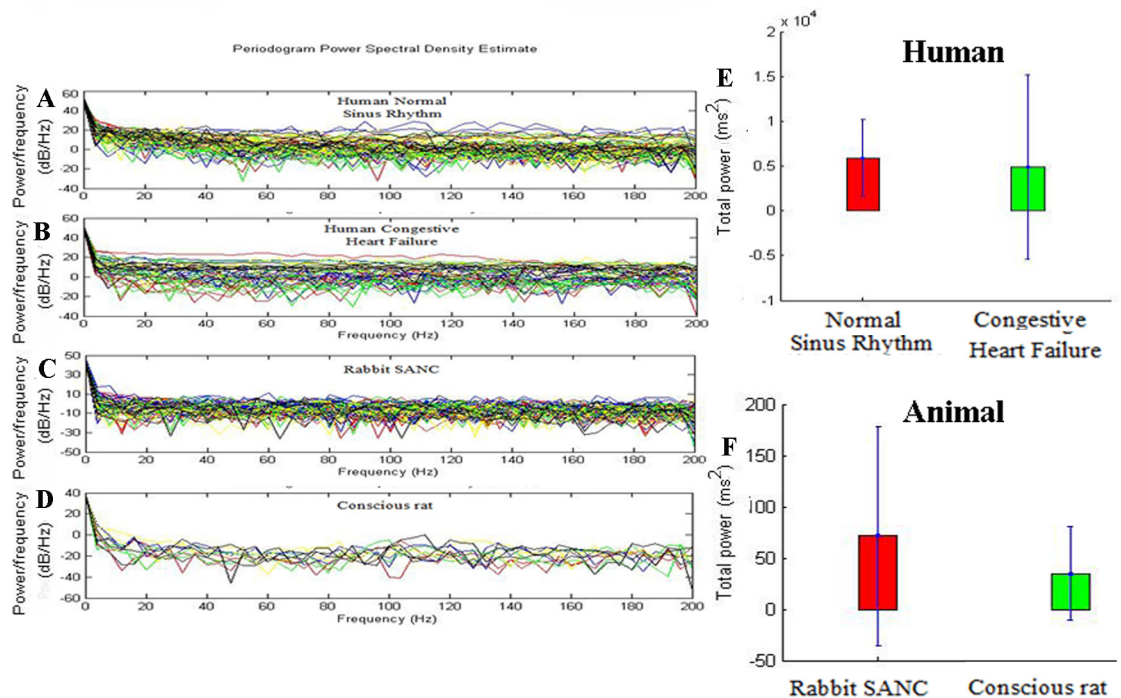 Periodogram Power Spectral Density Estimate
A
Power/frequency
(dB/Hz)
60
40
20
0
-20
-40
Human Normal
Sinus Rhythm
0 20 40 60 80 100 120 140 160 180 200
B
Power/frequency
(dB/Hz)
60
40
20
0
-20
-40
Human Congestive
Heart Failure
0 20 40 60 80 100 120 140 160 180 200
Frequency (Hz)
C
Power/frequency
(dB/Hz)
50
30
10
-10
-30
-50
Rabbit SANC
0 20 40 60 80 100 120 140 160 180 200
Frequency (Hz)
D
Power/frequency
(dB/Hz)
40
20
0
-20
-40
-60
Conscious rat
0 20 40 60 80 100 120 140 160 180 200
Frequency (Hz)
E
x 10^4
Human
Total power (ms^2)
2
1.5
1
0.5
0
-0.5
-1
Normal
Sinus Rhythm
Congestive
Heart Failure
F
Animal
Total power (ms^2)
200
150
100
50
0
-50
Rabbit SANC
Conscious rat